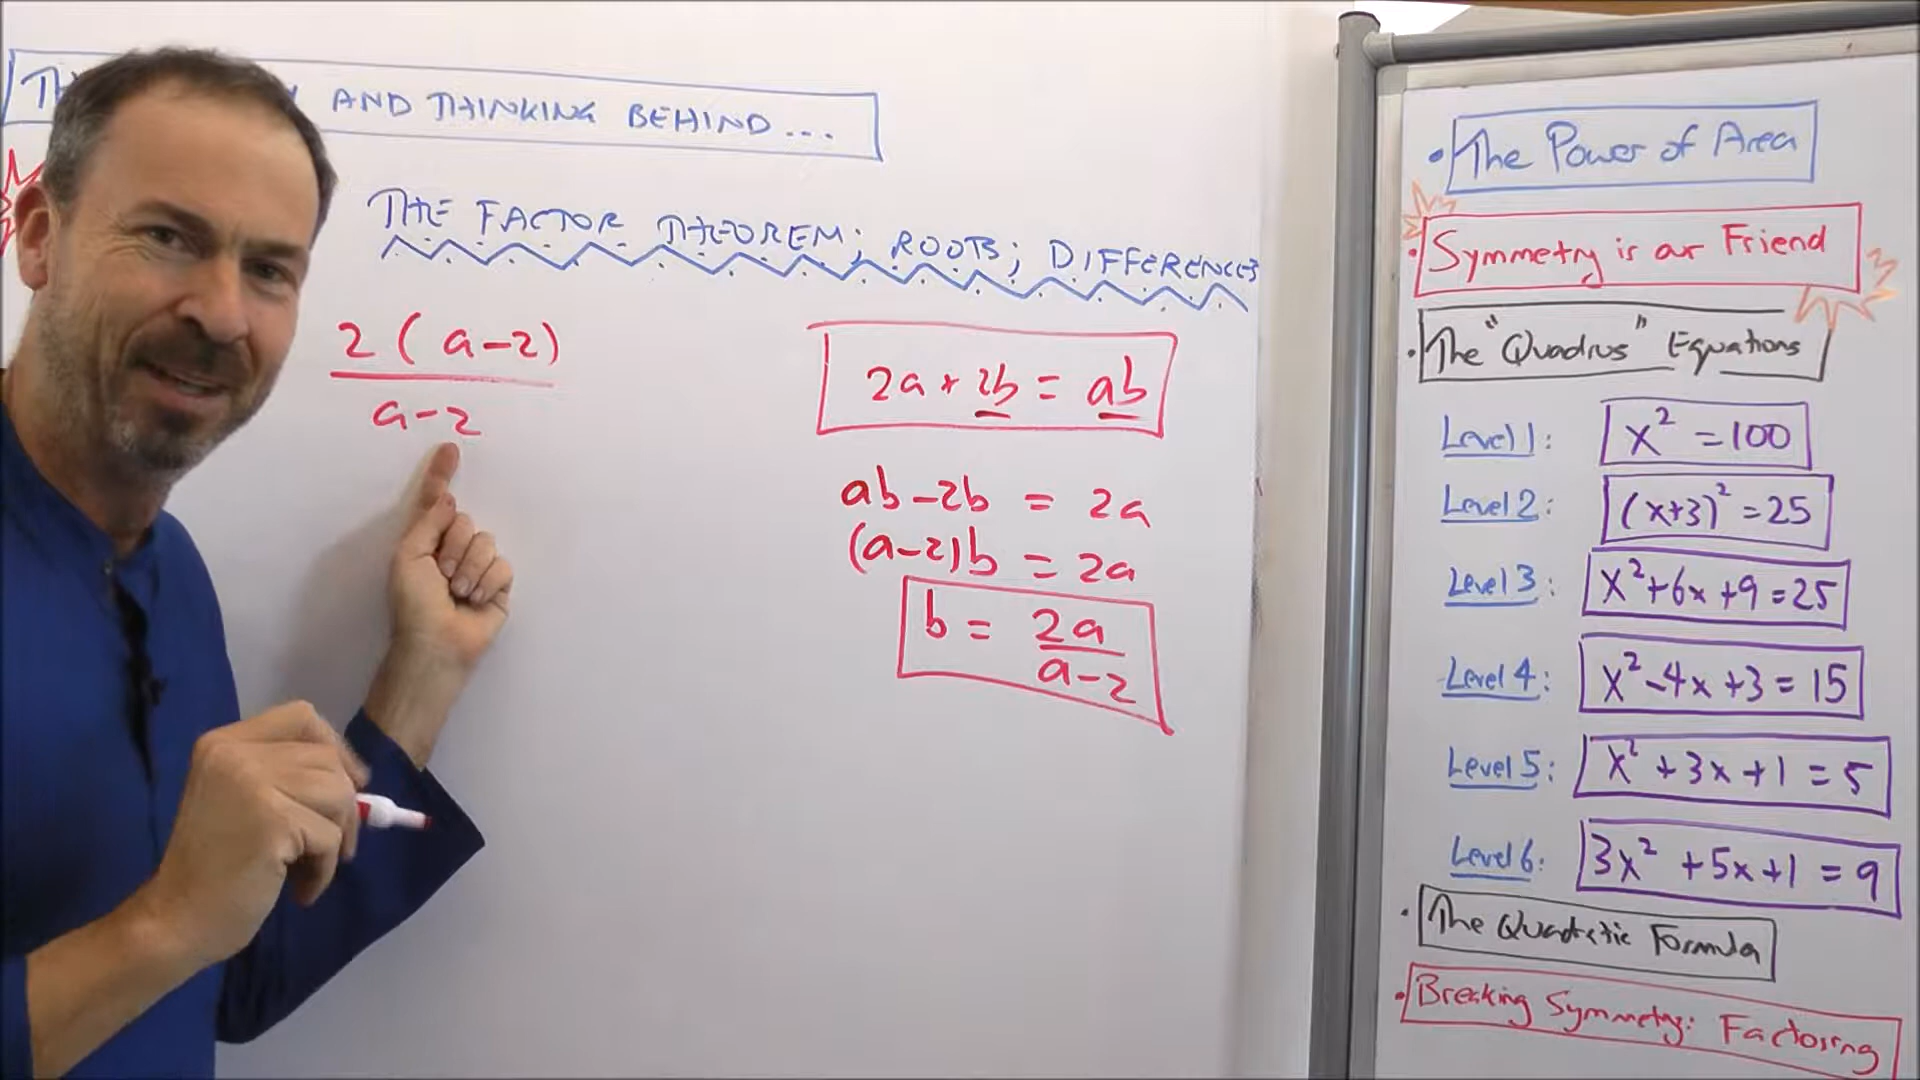 AND THINKING BEHIND...
THE FACTOR THEOREM; ROOTS; DIFFERENCES
2 ( a-2)
a-2
2a + 2b = ab
ab - 2b = 2a
(a-2)b = 2a
b = 2a
a-2
• The Power of Area
• Symmetry is our Friend
• The "Quadrus" Equations
Level 1: x² = 100
Level 2: (x+3)² = 25
Level 3: x²+6x+9=25
Level 4: x²-4x+3=15
Level 5: x²+3x+1=5
Level 6: 3x²+5x+1=9
• The Quadratic Formula
• Breaking Symmetry: Factoring